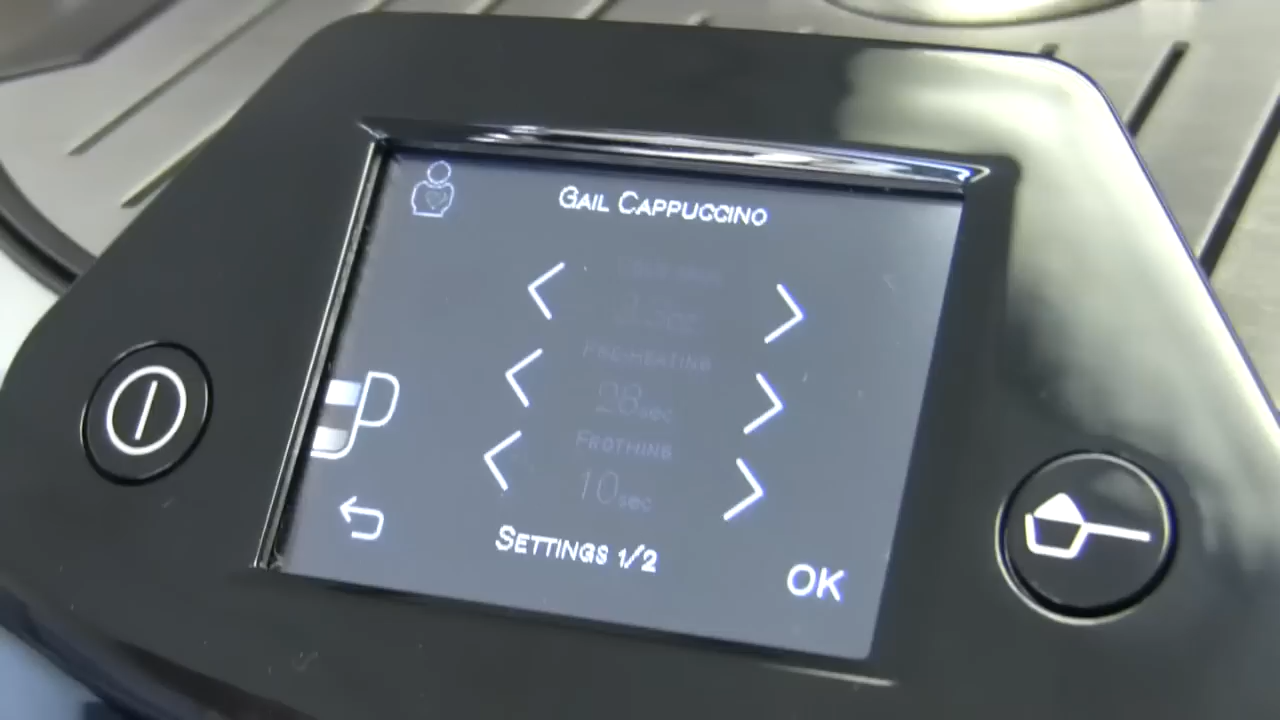 GAIL CAPPUCCINO
PREHEATING
28sec
FROTHING
10sec
SETTINGS 1/2
OK